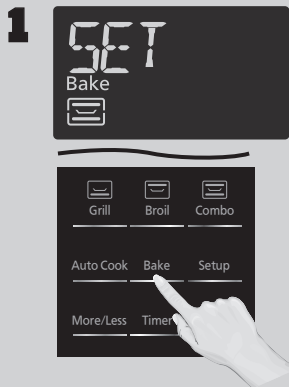 1
SET
Bake
Grill Broil Combo
Auto Cook Bake Setup
More/Less Timer